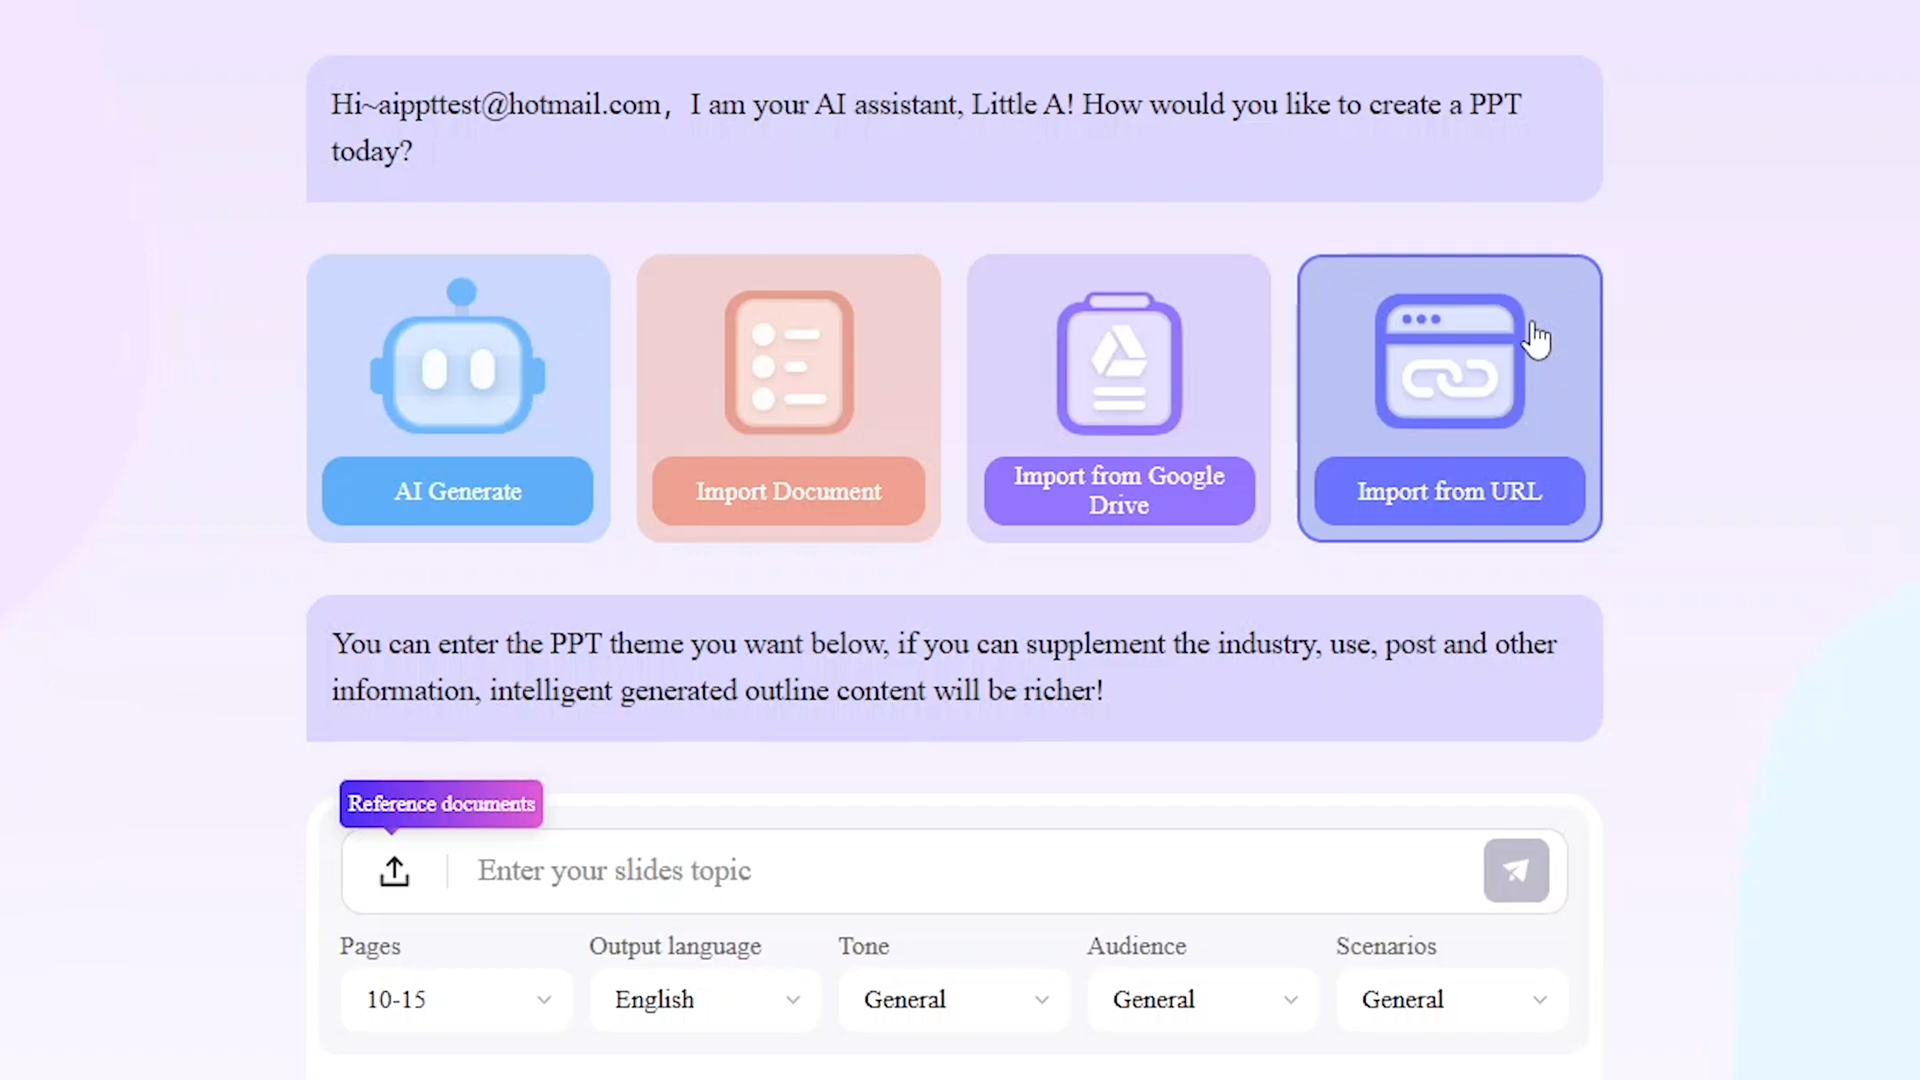 Hi~aippttest@hotmail.com，I am your AI assistant, Little A! How would you like to create a PPT
today?
AI Generate
Import Document
Import from Google
Drive
Import from URL
You can enter the PPT theme you want below, if you can supplement the industry, use, post and other
information, intelligent generated outline content will be richer!
Reference documents
Enter your slides topic
Pages
Output language
Tone
Audience
Scenarios
10-15
English
General
General
General